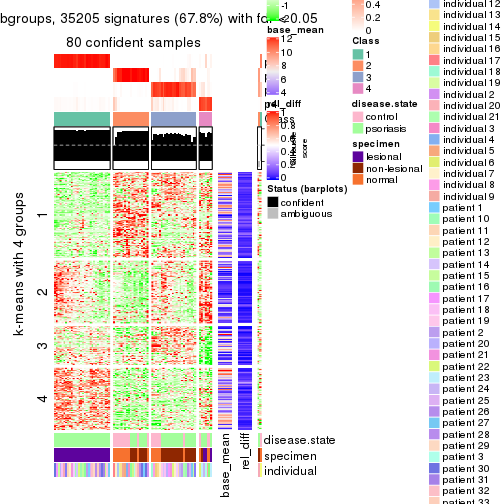 bgroups, 35205 signatures (67.8%) with fdr < 0.05
80 confident samples
k-means with 4 groups
1
2
3
4
Class
silhouette
score
disease.state
specimen
individual
base_mean
rel_diff
-1
base_mean
12
10
8
6
4
rel_diff
1
0.8
0.6
0.4
0.2
0
Status (barplots)
confident
ambiguous
0.4
0.2
0
Class
1
2
3
4
disease.state
control
psoriasis
specimen
lesional
non-lesional
normal
individual 12
individual 13
individual 14
individual 15
individual 16
individual 17
individual 18
individual 19
individual 2
individual 20
individual 21
individual 3
individual 4
individual 5
individual 6
individual 7
individual 8
individual 9
patient 1
patient 10
patient 11
patient 12
patient 13
patient 14
patient 15
patient 16
patient 17
patient 18
patient 19
patient 2
patient 20
patient 21
patient 22
patient 23
patient 24
patient 25
patient 26
patient 27
patient 28
patient 29
patient 3
patient 30
patient 31
patient 32
patient 33